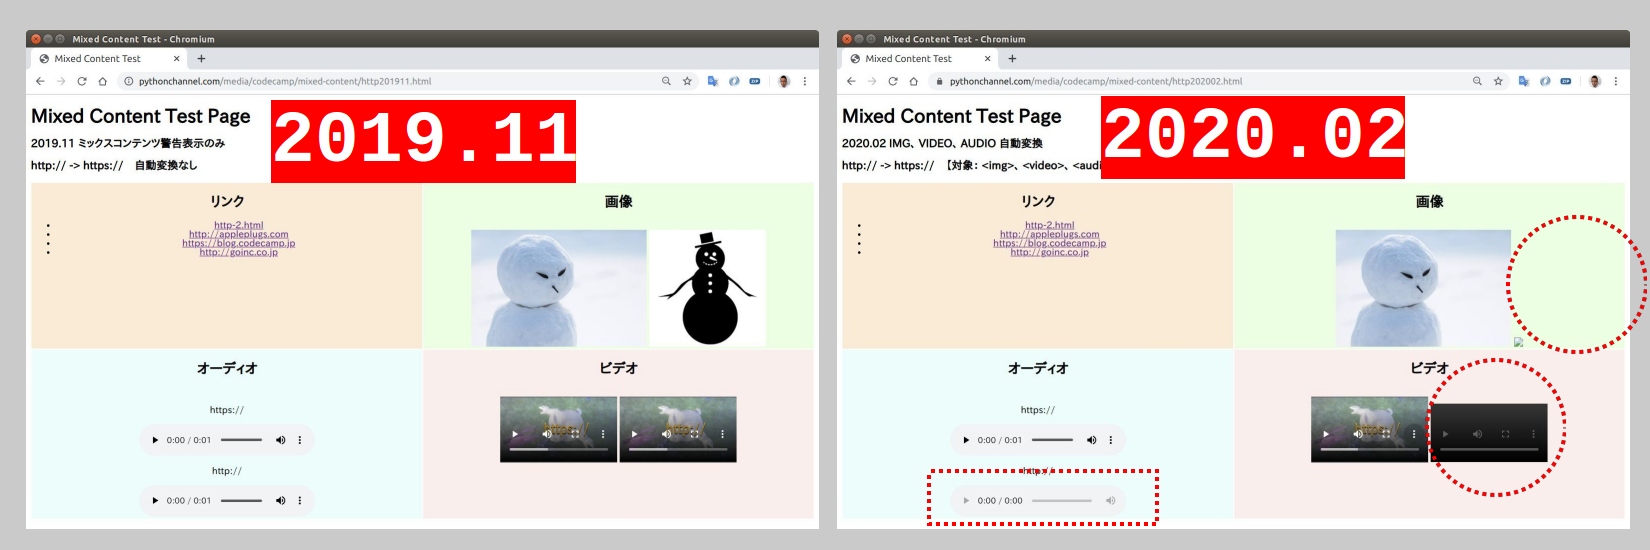 Mixed Content Test - Chromium
Mixed Content Test
pythonchannel.com/media/codecamp/mixed-content/http201911.html
Mixed Content Test Page
2019.11
2019.11 ミックスコンテンツ警告表示のみ
http:// -> https://　自動変換なし
リンク
http-2.html
http://appleplugs.com
https://blog.codecamp.jp
http://goinc.co.jp
画像
オーディオ
https://
0:00 / 0:01
http://
0:00 / 0:01
ビデオ
https://
Mixed Content Test - Chromium
Mixed Content Test
pythonchannel.com/media/codecamp/mixed-content/http202002.html
Mixed Content Test Page
2020.02
2020.02 IMG、VIDEO、AUDIO 自動変換
http:// -> https://　【対象：<img>、<video>、<audi
リンク
http-2.html
http://appleplugs.com
https://blog.codecamp.jp
http://goinc.co.jp
画像
オーディオ
https://
0:00 / 0:01
http://
0:00 / 0:00
ビデオ
https://